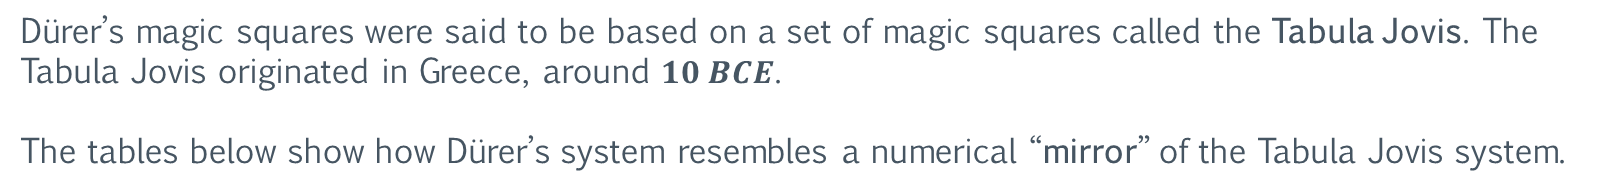 Dürer’s magic squares were said to be based on a set of magic squares called the Tabula Jovis. The
Tabula Jovis originated in Greece, around 10 BCE.
The tables below show how Dürer’s system resembles a numerical “mirror” of the Tabula Jovis system.